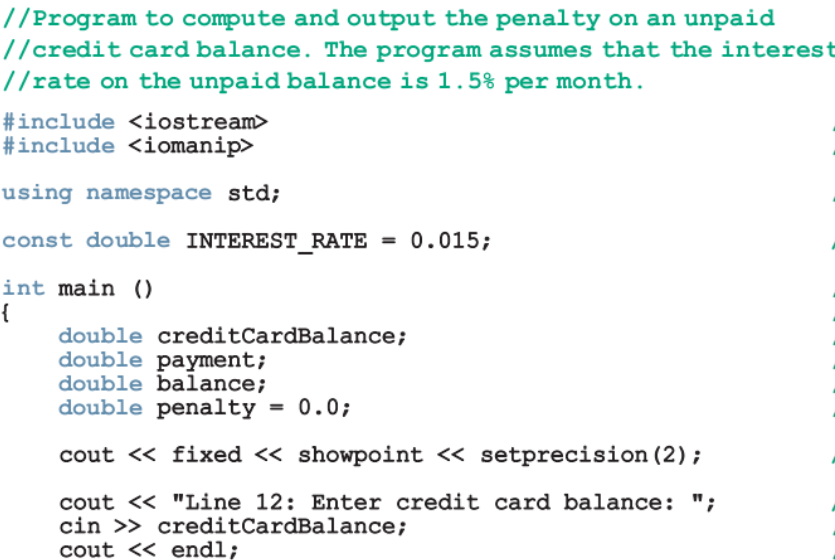 //Program to compute and output the penalty on an unpaid
//credit card balance. The program assumes that the interest
//rate on the unpaid balance is 1.5% per month.
#include <iostream>
#include <iomanip>
using namespace std;
const double INTEREST_RATE = 0.015;
int main ()
{
    double creditCardBalance;
    double payment;
    double balance;
    double penalty = 0.0;
    cout << fixed << showpoint << setprecision(2);
    cout << "Line 12: Enter credit card balance: ";
    cin >> creditCardBalance;
    cout << endl;